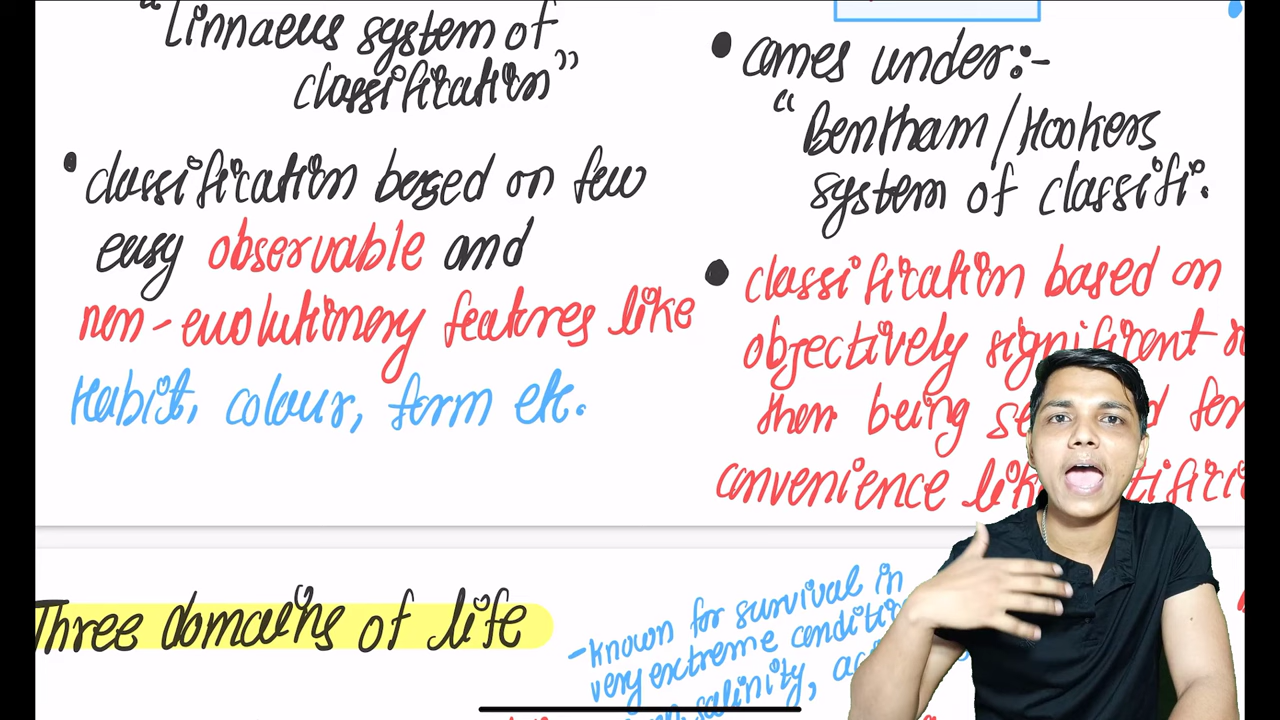 "Linnaeus system of
classification"
• classification based on few
easy observable and
non-evolutionary features like
Habit, colour, form etc.
• comes under:-
"Bentham/Hookers
system of classifi.
• classification based on
objectively significent
then being
convenience
Three domains of life
-known for survival in
very extreme
salinity,